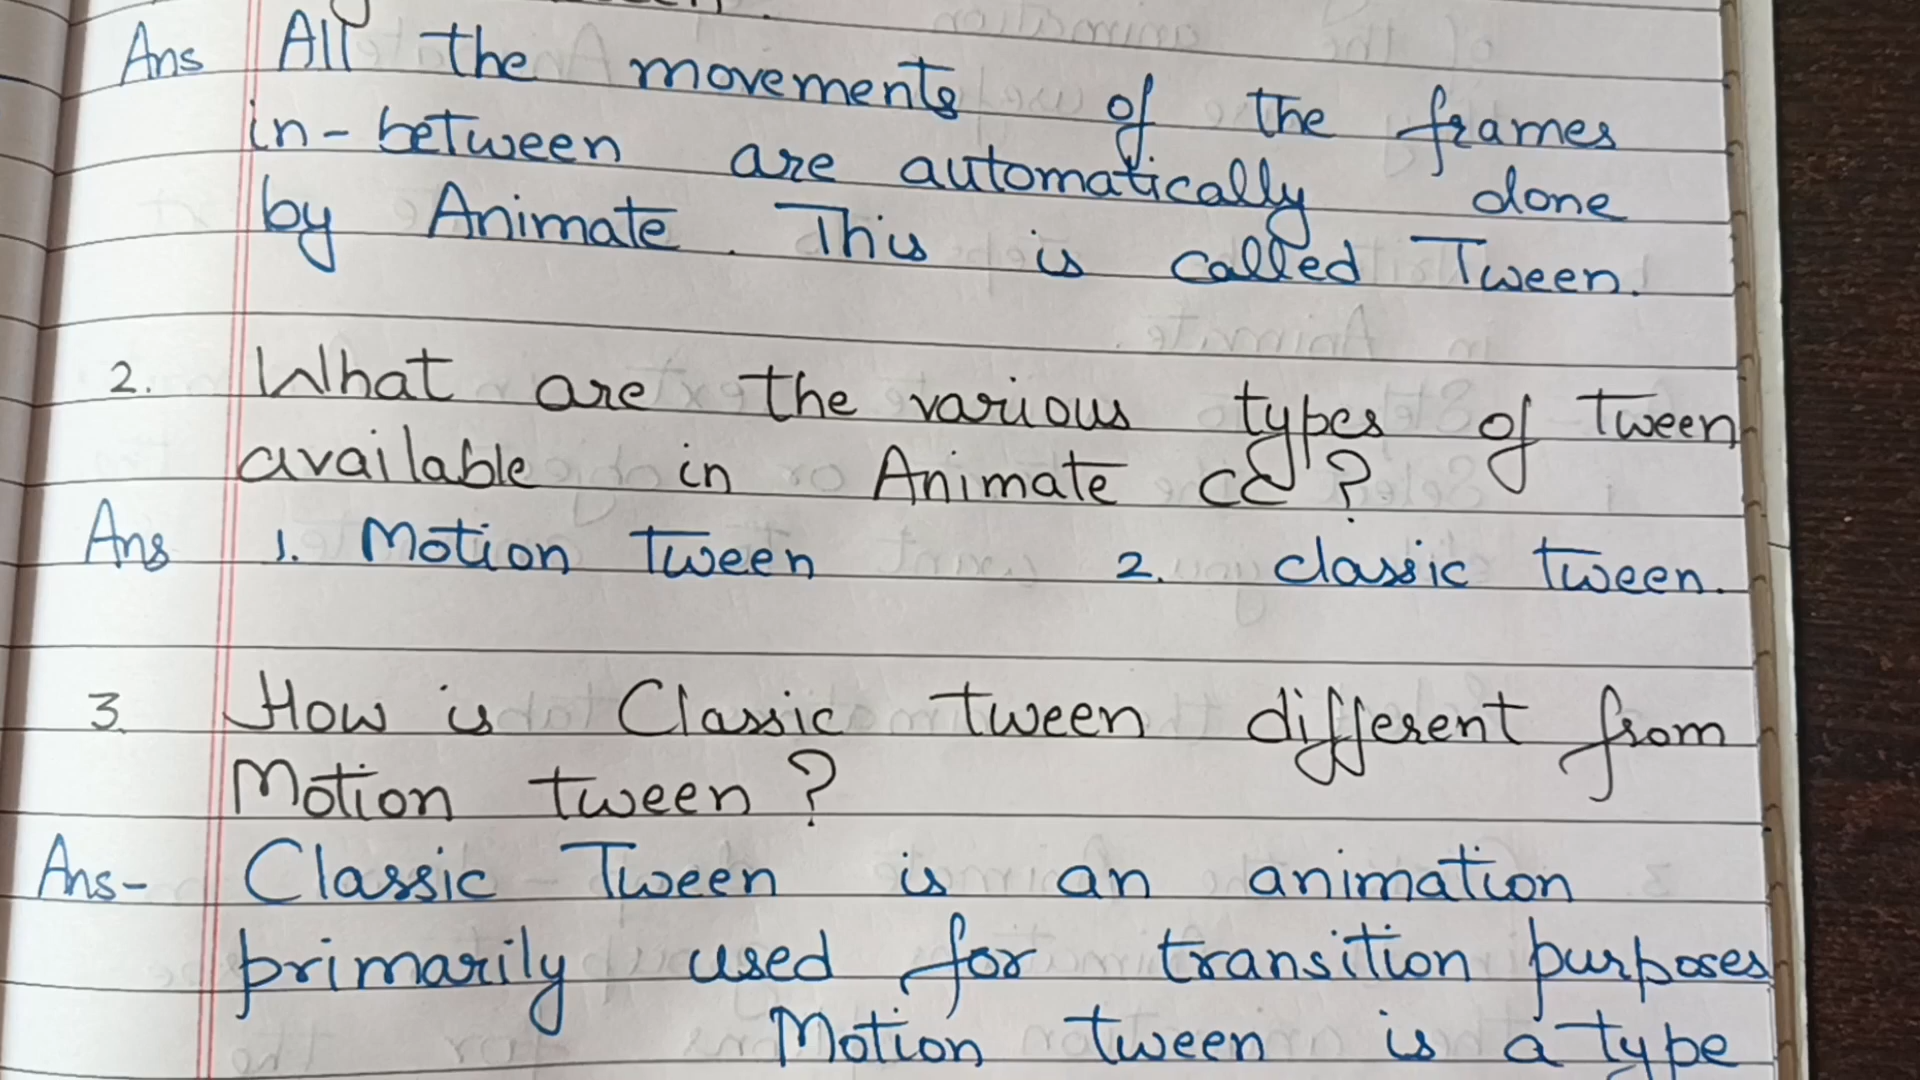 Ans All the movements of the frames
in-between are automatically done
by Animate. This is called Tween.
2. What are the various types of tween
available in Animate CC?
Ans 1. Motion tween 2. classic tween.
3. How is Classic tween different from
Motion tween?
Ans- Classic Tween is an animation
primarily used for transition purposes
Motion tween is a type